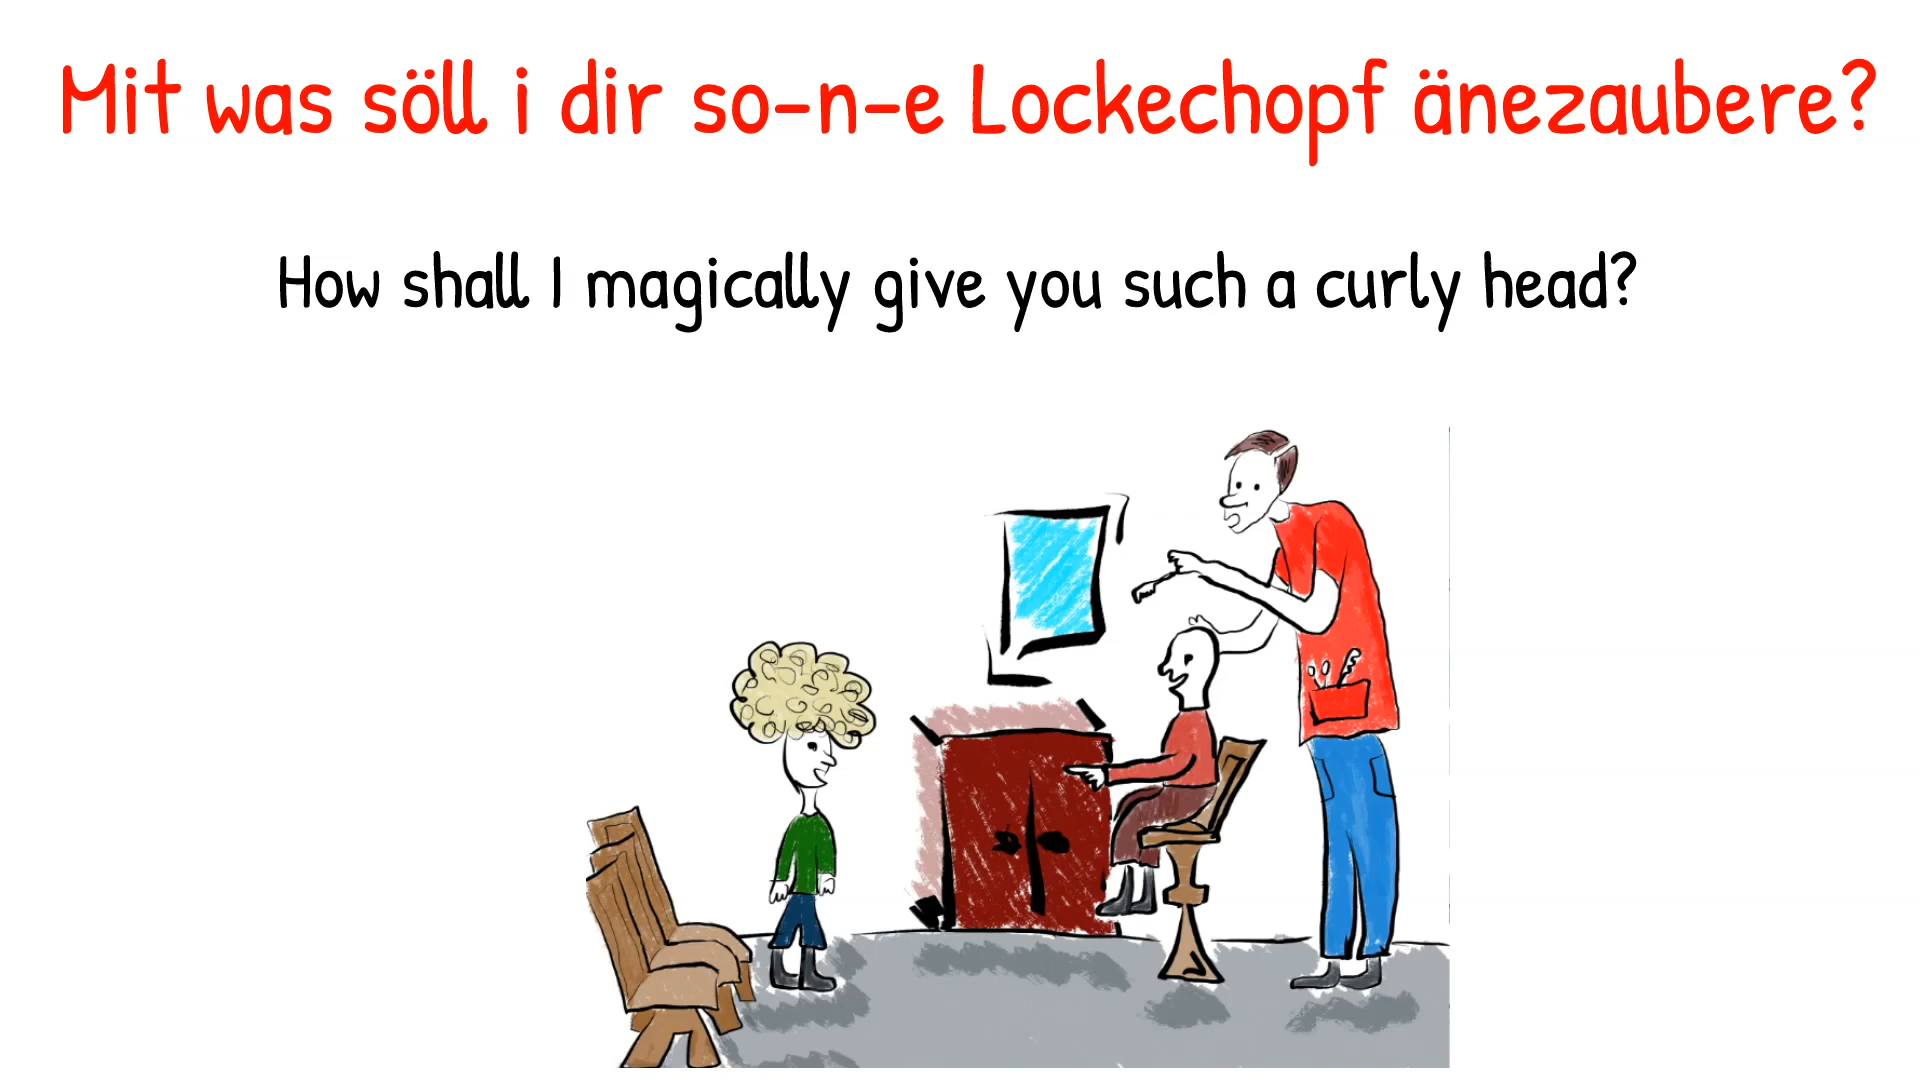 Mit was söll i dir so-n-e Lockechopf änezaubere?
How shall I magically give you such a curly head?